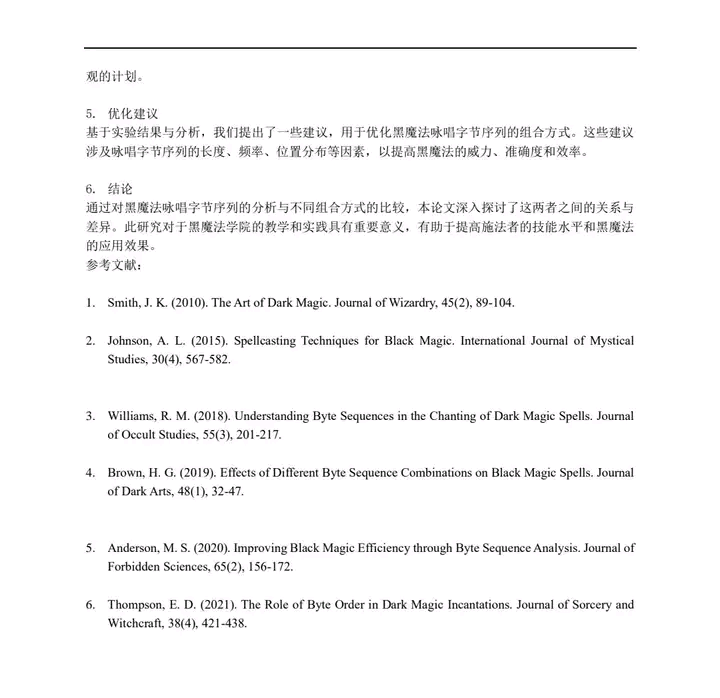 观的计划。
5. 优化建议
基于实验结果与分析，我们提出了一些建议，用于优化黑魔法咏唱字节序列的组合方式。这些建议
涉及咏唱字节序列的长度、频率、位置分布等因素，以提高黑魔法的威力、准确度和效率。
6. 结论
通过对黑魔法咏唱字节序列的分析与不同组合方式的比较，本论文深入探讨了这两者之间的关系与
差异。此研究对于黑魔法学院的教学和实践具有重要意义，有助于提高施法者的技能水平和黑魔法
的应用效果。
参考文献：
1. Smith, J. K. (2010). The Art of Dark Magic. Journal of Wizardry, 45(2), 89-104.
2. Johnson, A. L. (2015). Spellcasting Techniques for Black Magic. International Journal of Mystical
Studies, 30(4), 567-582.
3. Williams, R. M. (2018). Understanding Byte Sequences in the Chanting of Dark Magic Spells. Journal
of Occult Studies, 55(3), 201-217.
4. Brown, H. G. (2019). Effects of Different Byte Sequence Combinations on Black Magic Spells. Journal
of Dark Arts, 48(1), 32-47.
5. Anderson, M. S. (2020). Improving Black Magic Efficiency through Byte Sequence Analysis. Journal of
Forbidden Sciences, 65(2), 156-172.
6. Thompson, E. D. (2021). The Role of Byte Order in Dark Magic Incantations. Journal of Sorcery and
Witchcraft, 38(4), 421-438.